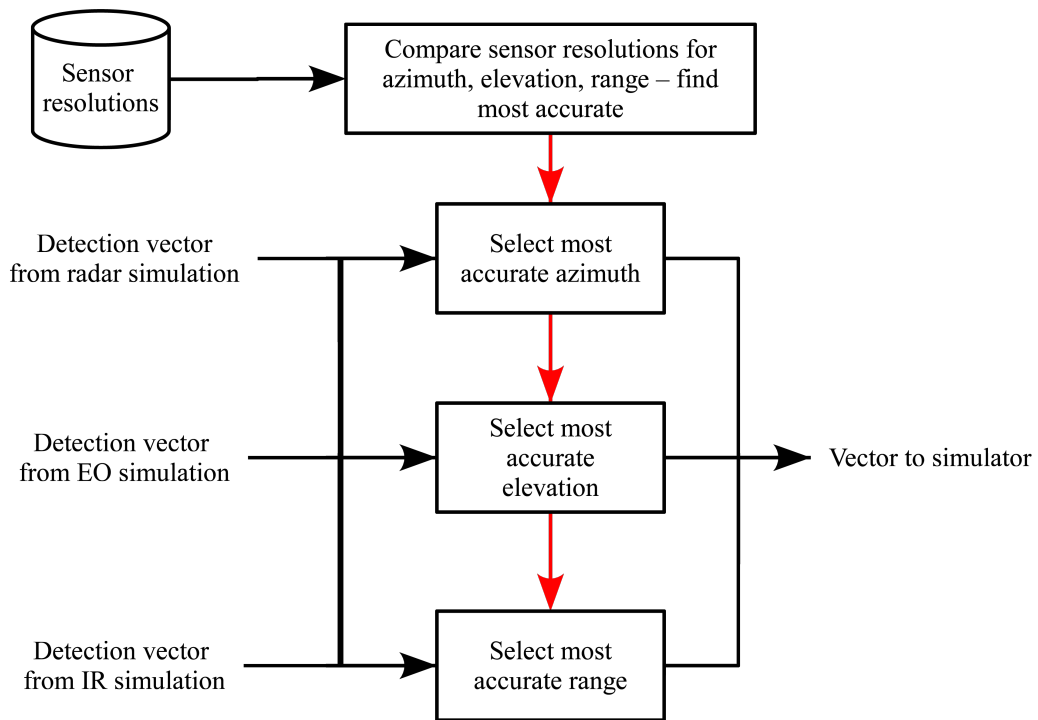 Sensor
resolutions
Compare sensor resolutions for
azimuth, elevation, range – find
most accurate
Detection vector
from radar simulation
Select most
accurate azimuth
Detection vector
from EO simulation
Select most
accurate
elevation
Vector to simulator
Detection vector
from IR simulation
Select most
accurate range